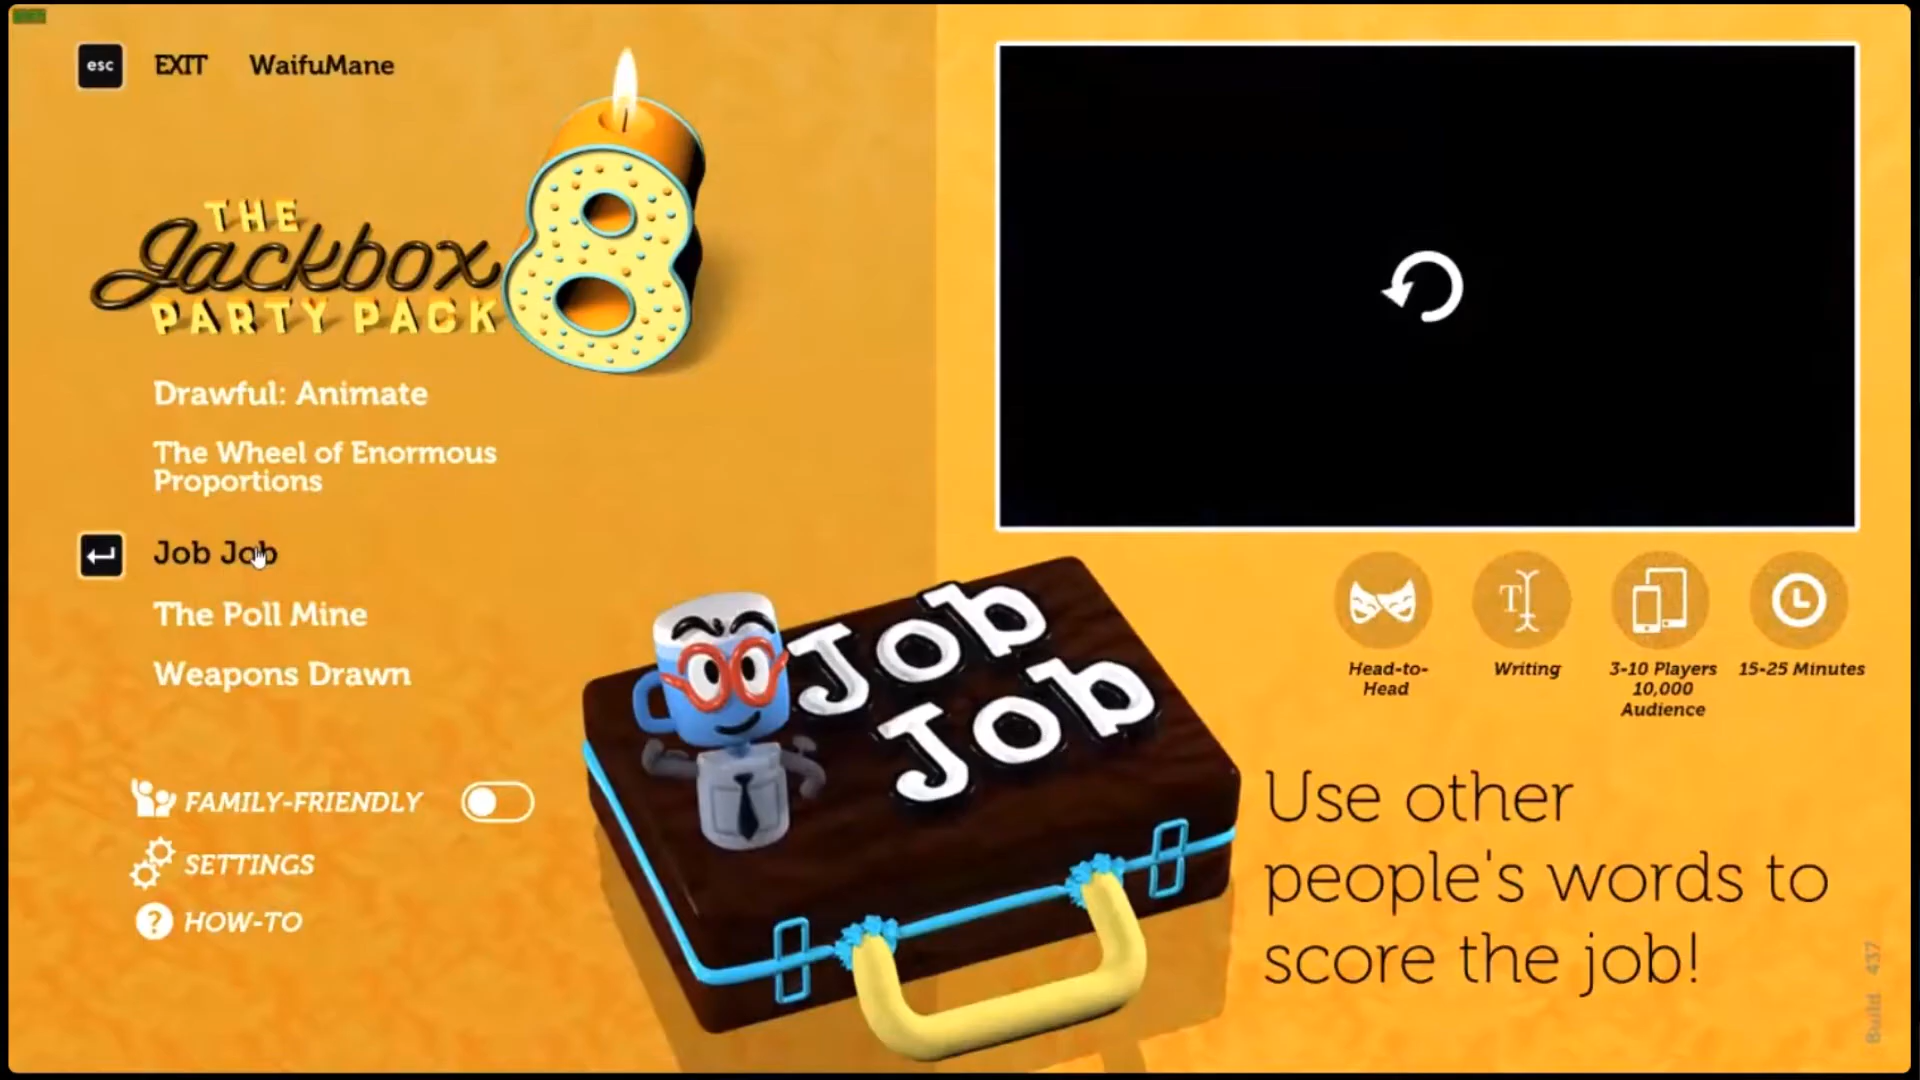 esc EXIT WaifuMane
THE
Jackbox
PARTY PACK
8
Drawful: Animate
The Wheel of Enormous
Proportions
Job Job
The Poll Mine
Weapons Drawn
FAMILY-FRIENDLY
SETTINGS
? HOW-TO
Job
Job
T
Head-to-
Head
Writing
3-10 Players
10,000
Audience
15-25 Minutes
Use other
people's words to
score the job!
Build 437